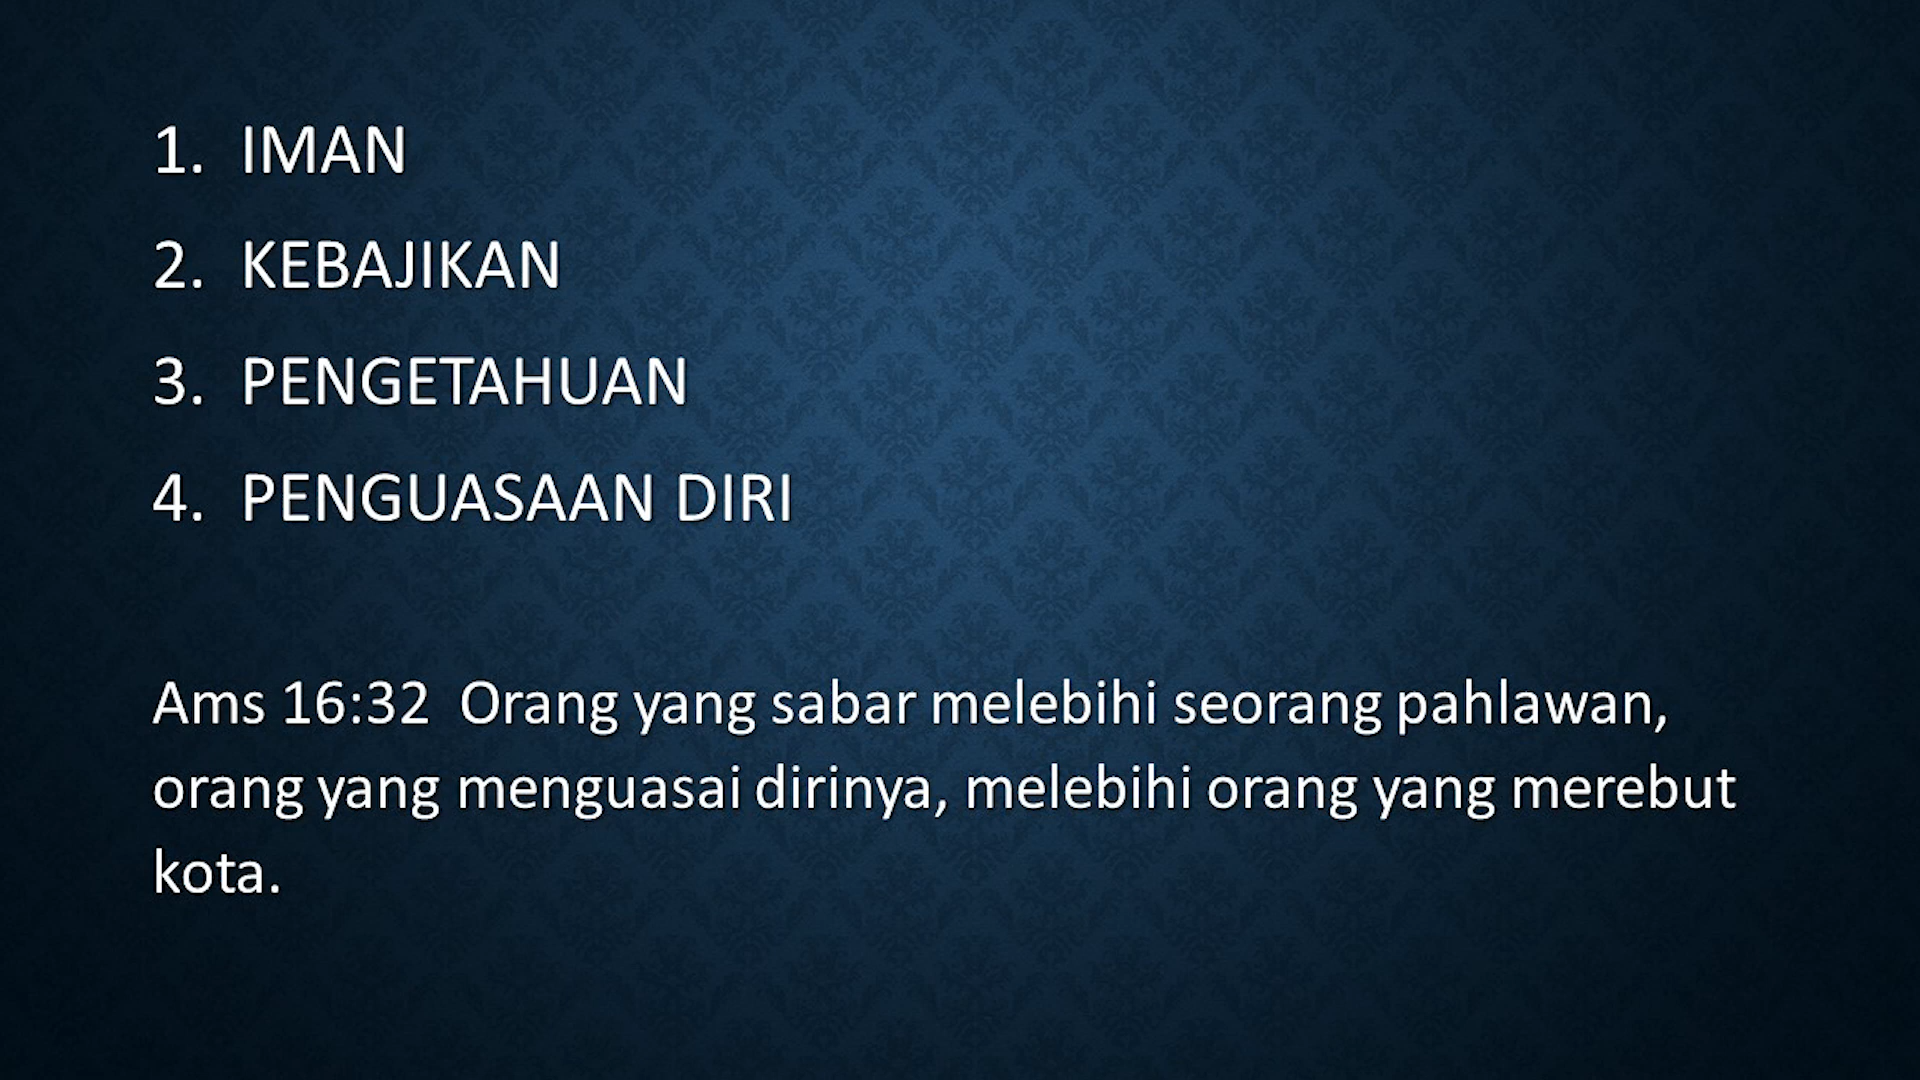 1. IMAN
2. KEBAJIKAN
3. PENGETAHUAN
4. PENGUASAAN DIRI
Ams 16:32 Orang yang sabar melebihi seorang pahlawan,
orang yang menguasai dirinya, melebihi orang yang merebut
kota.